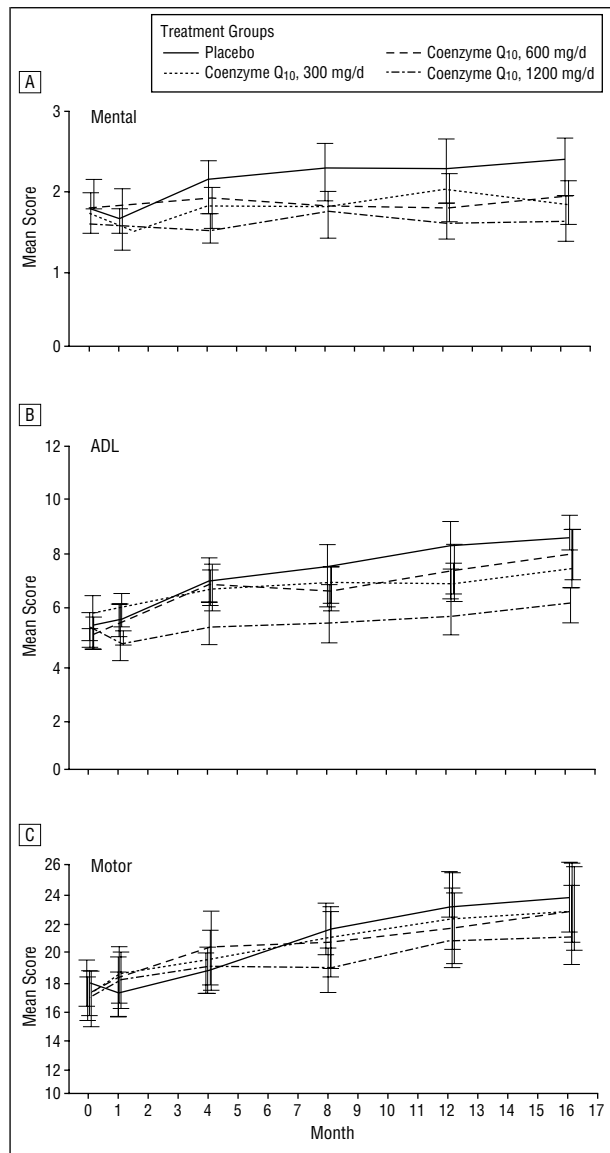 Treatment Groups
Placebo
Coenzyme Q10, 600 mg/d
Coenzyme Q10, 300 mg/d
Coenzyme Q10, 1200 mg/d
A
Mental
3
2
1
0
Mean Score
B
ADL
12
10
8
6
4
2
0
Mean Score
C
Motor
26
24
22
20
18
16
14
12
10
Mean Score
0 1 2 3 4 5 6 7 8 9 10 11 12 13 14 15 16 17
Month